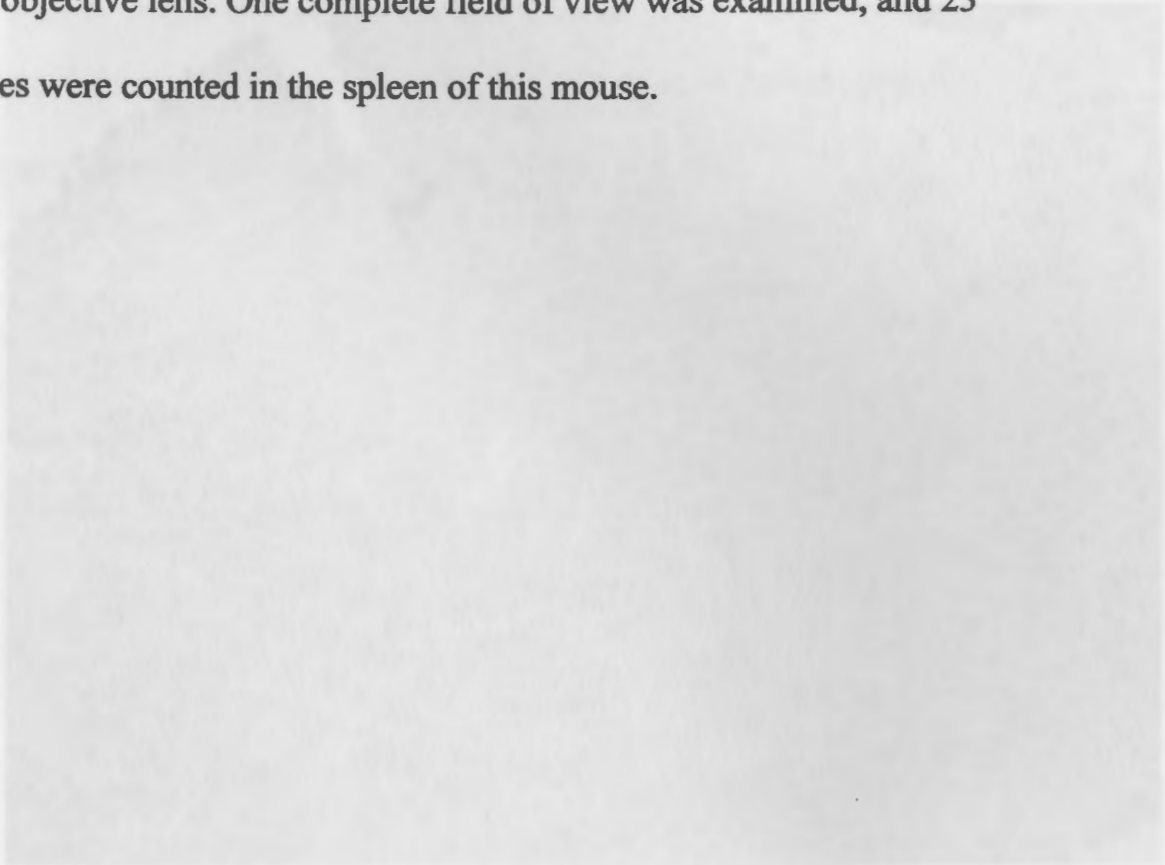 objective lens. One complete field of view was examined, and 25
es were counted in the spleen of this mouse.